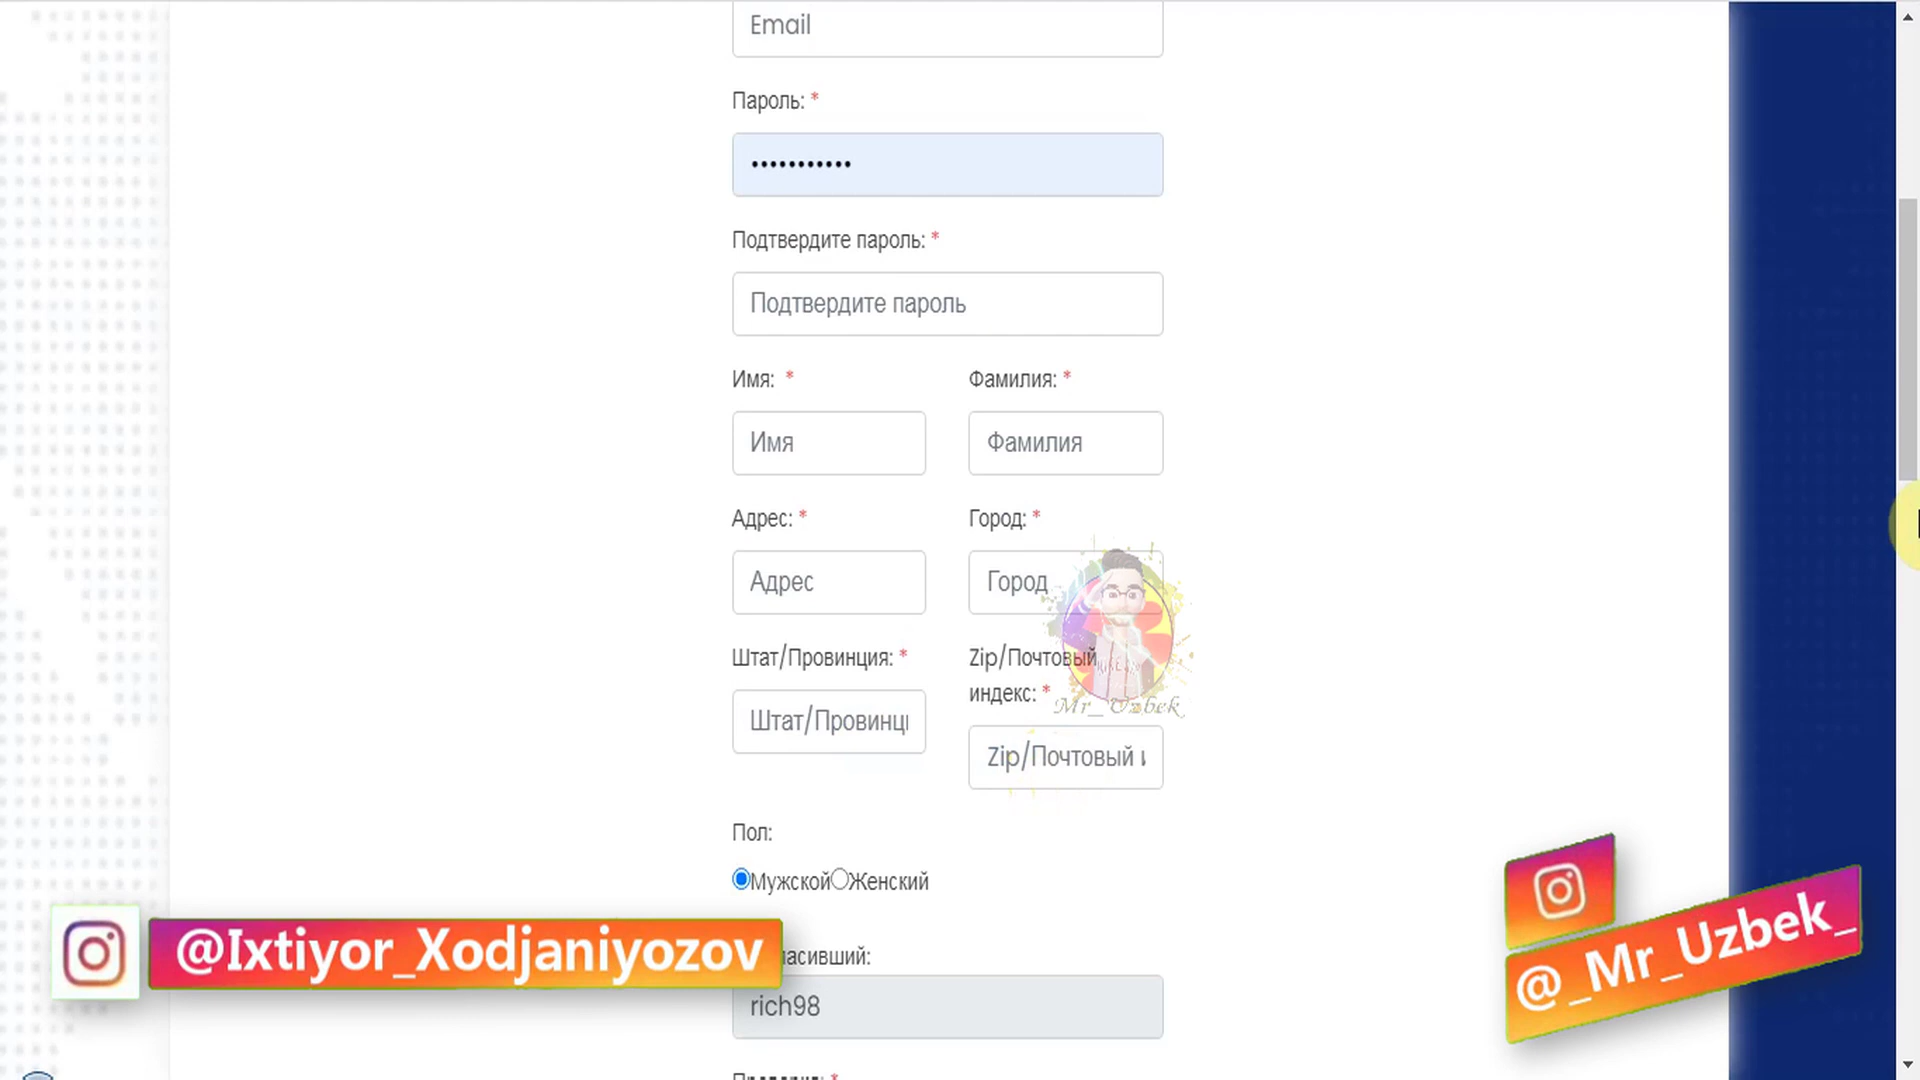 Email
Пароль: *
•••••••••••
Подтвердите пароль: *
Подтвердите пароль
Имя: * Фамилия: *
Имя Фамилия
Адрес: * Город: *
Адрес Город
Штат/Провинция: * Zip/Почтовый
индекс: *
Штат/Провинци
Zip/Почтовый
Mr_Uzbek
Пол:
Мужской Женский
@Ixtiyor_Xodjaniyozov
асивший:
rich98
@_Mr_Uzbek_